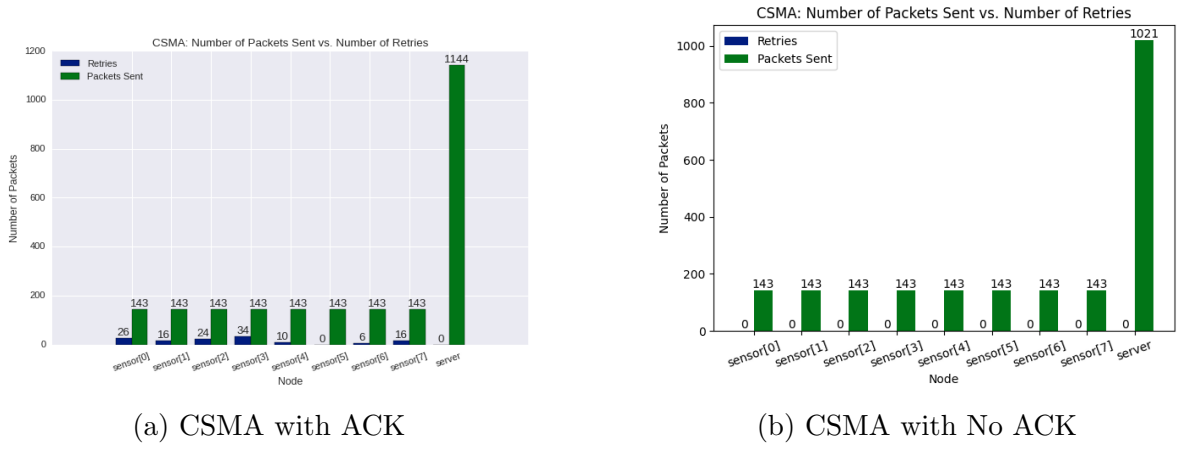 CSMA: Number of Packets Sent vs. Number of Retries
Retries
Packets Sent
Number of Packets
1200
1000
800
600
400
200
0
1144
143 143 143 143 143 143 143 143
26 16 24 34 10 0 6 16 0
sensor[0] sensor[1] sensor[2] sensor[3] sensor[4] sensor[5] sensor[6] sensor[7] server
Node
(a) CSMA with ACK
CSMA: Number of Packets Sent vs. Number of Retries
Retries
Packets Sent
Number of Packets
1000
800
600
400
200
0
1021
143 143 143 143 143 143 143 143
0 0 0 0 0 0 0 0 0
sensor[0] sensor[1] sensor[2] sensor[3] sensor[4] sensor[5] sensor[6] sensor[7] server
Node
(b) CSMA with No ACK